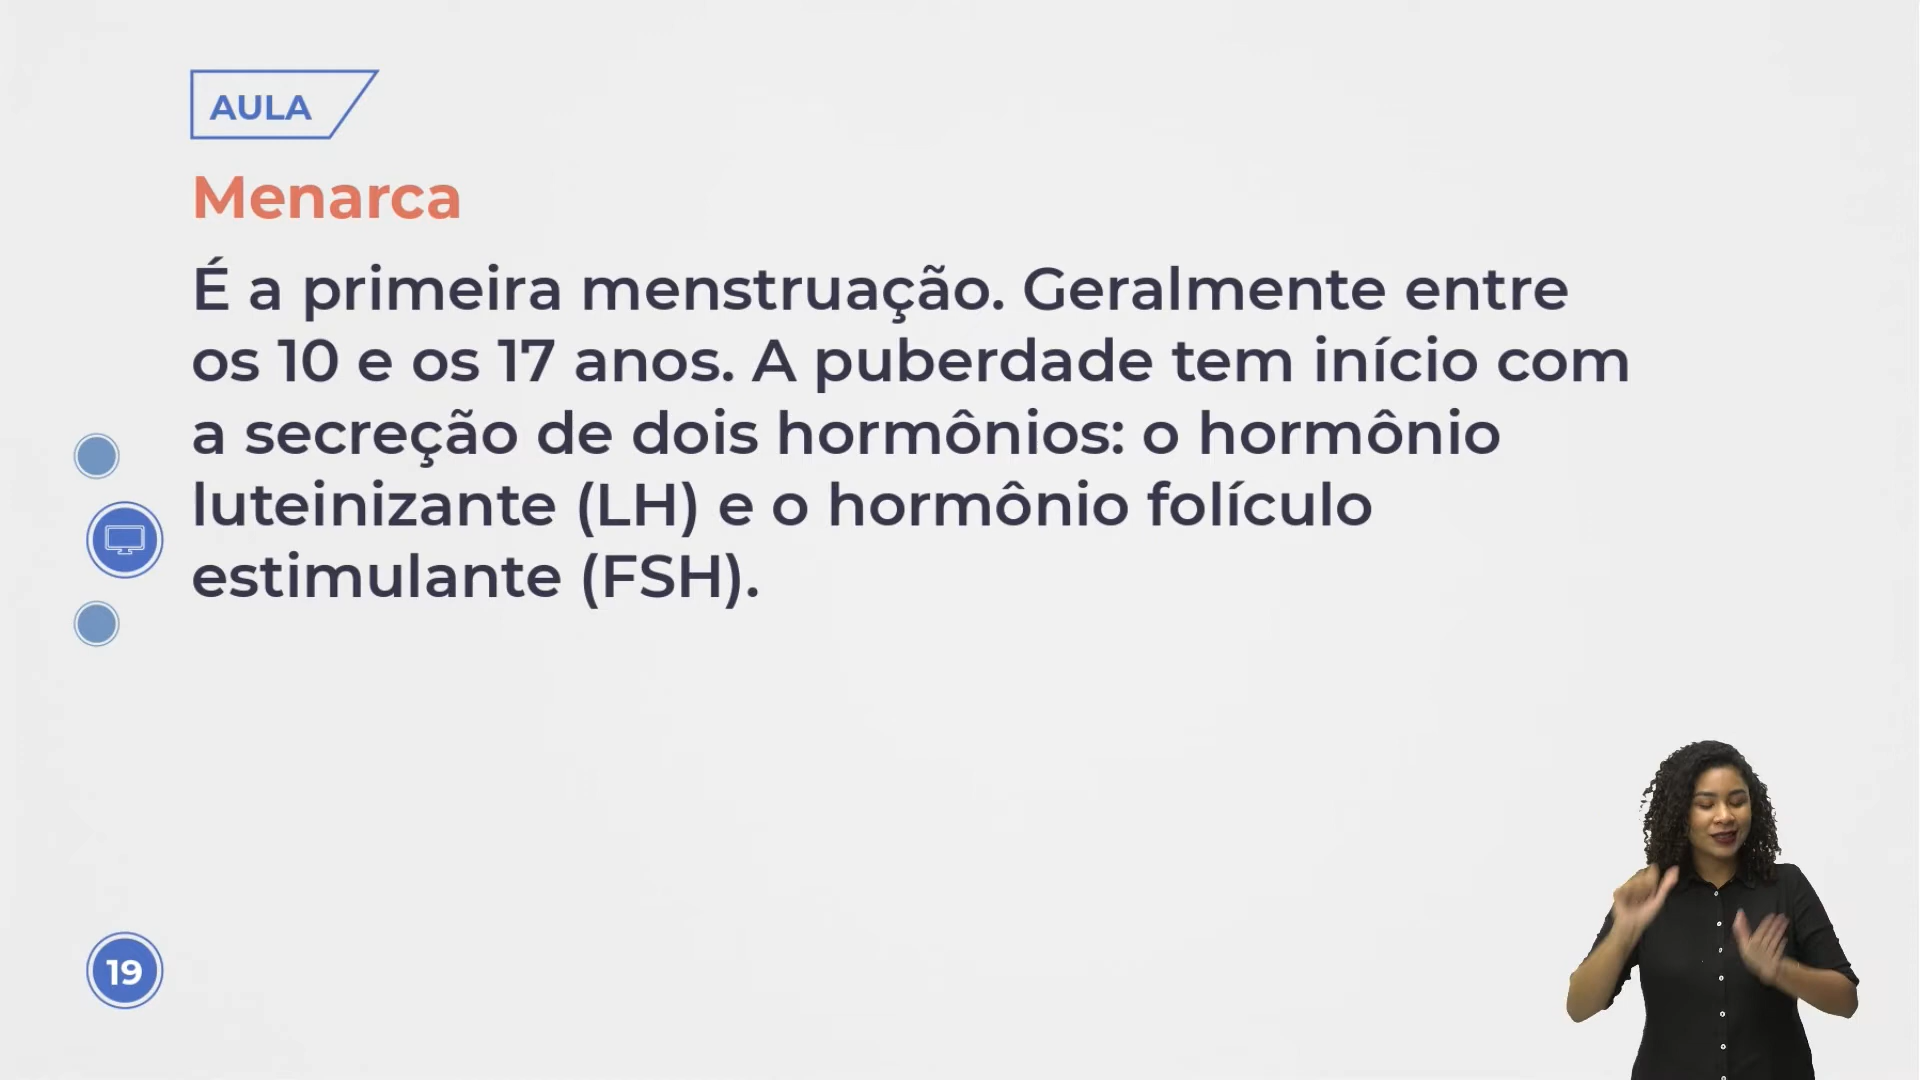 AULA
Menarca
É a primeira menstruação. Geralmente entre
os 10 e os 17 anos. A puberdade tem início com
a secreção de dois hormônios: o hormônio
luteinizante (LH) e o hormônio folículo
estimulante (FSH).
19